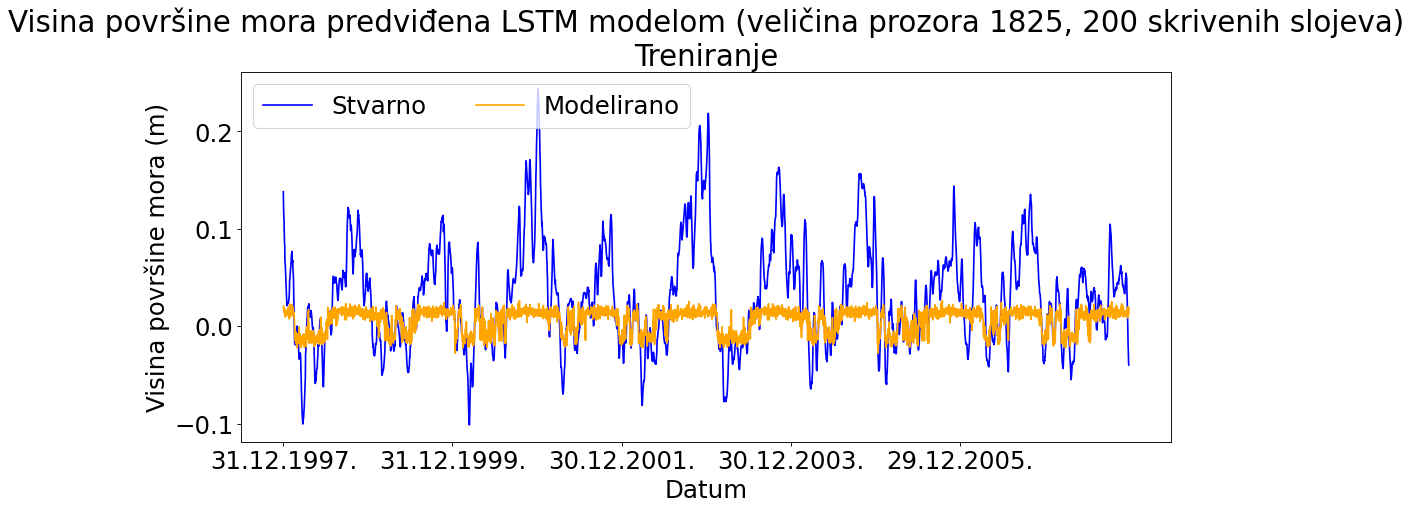 Visina površine mora predviđena LSTM modelom (veličina prozora 1825, 200 skrivenih slojeva)
Treniranje
Stvarno Modelirano
Visina površine mora (m)
0.2
0.1
0.0
−0.1
31.12.1997. 31.12.1999. 30.12.2001. 30.12.2003. 29.12.2005.
Datum